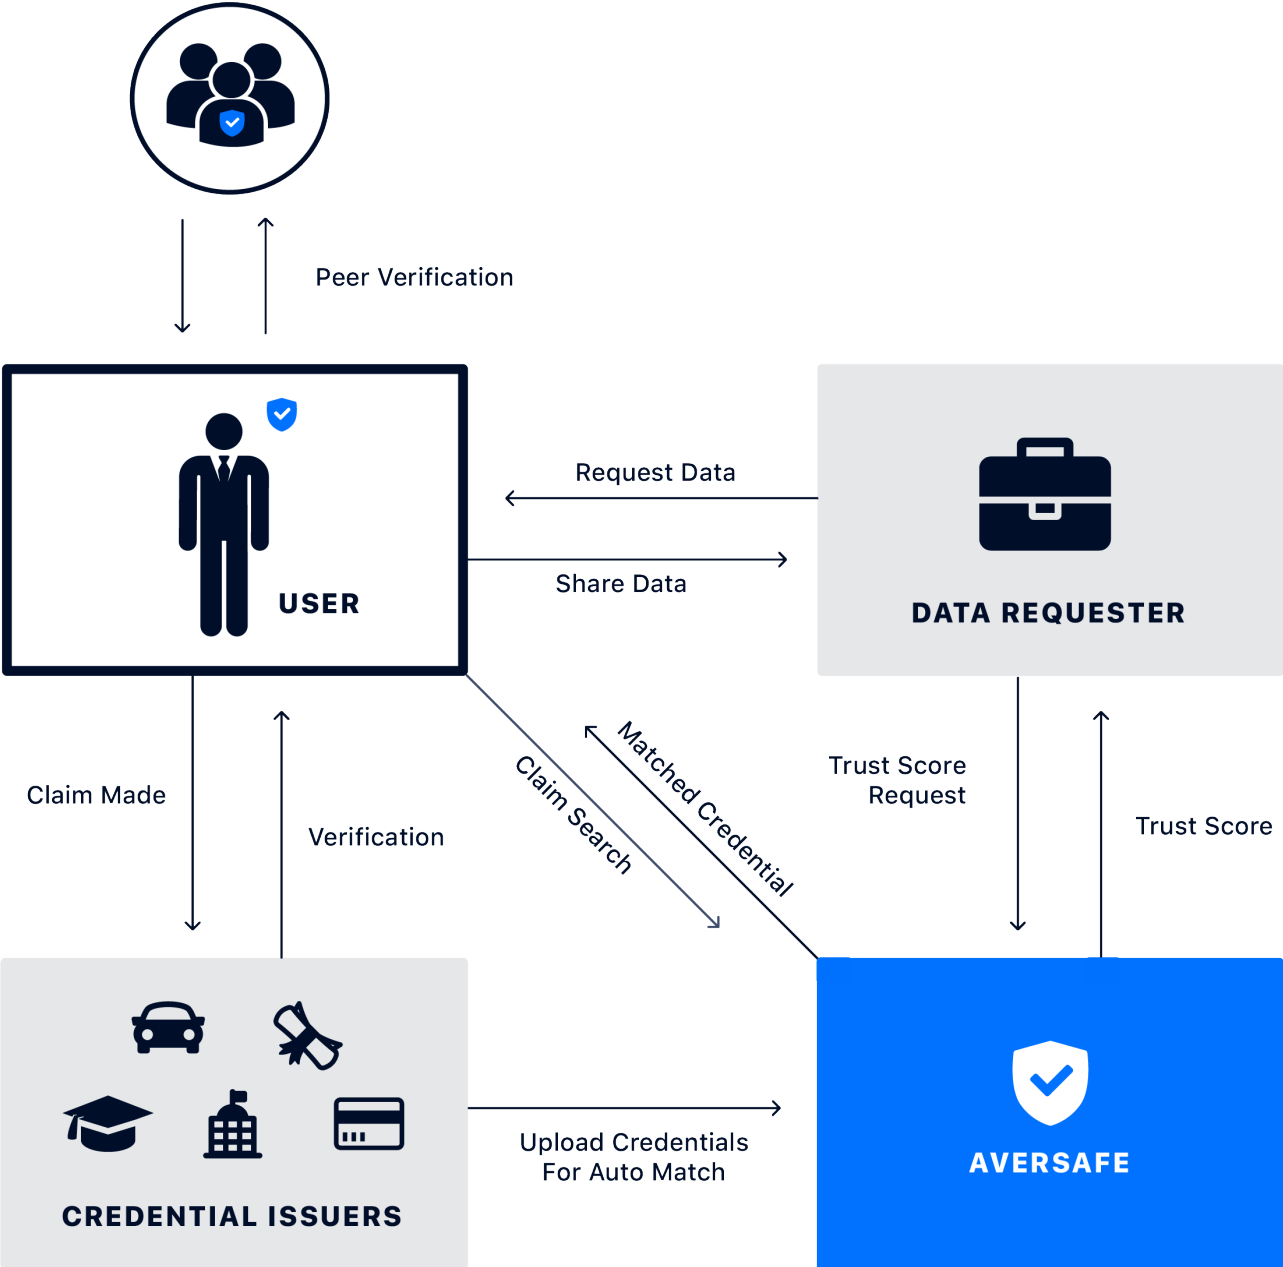 Peer Verification
Request Data
Share Data
USER
DATA REQUESTER
Claim Made
Verification
Claim Search
Matched Credential
Trust Score
Request
Trust Score
Upload Credentials
For Auto Match
CREDENTIAL ISSUERS
AVERSAFE